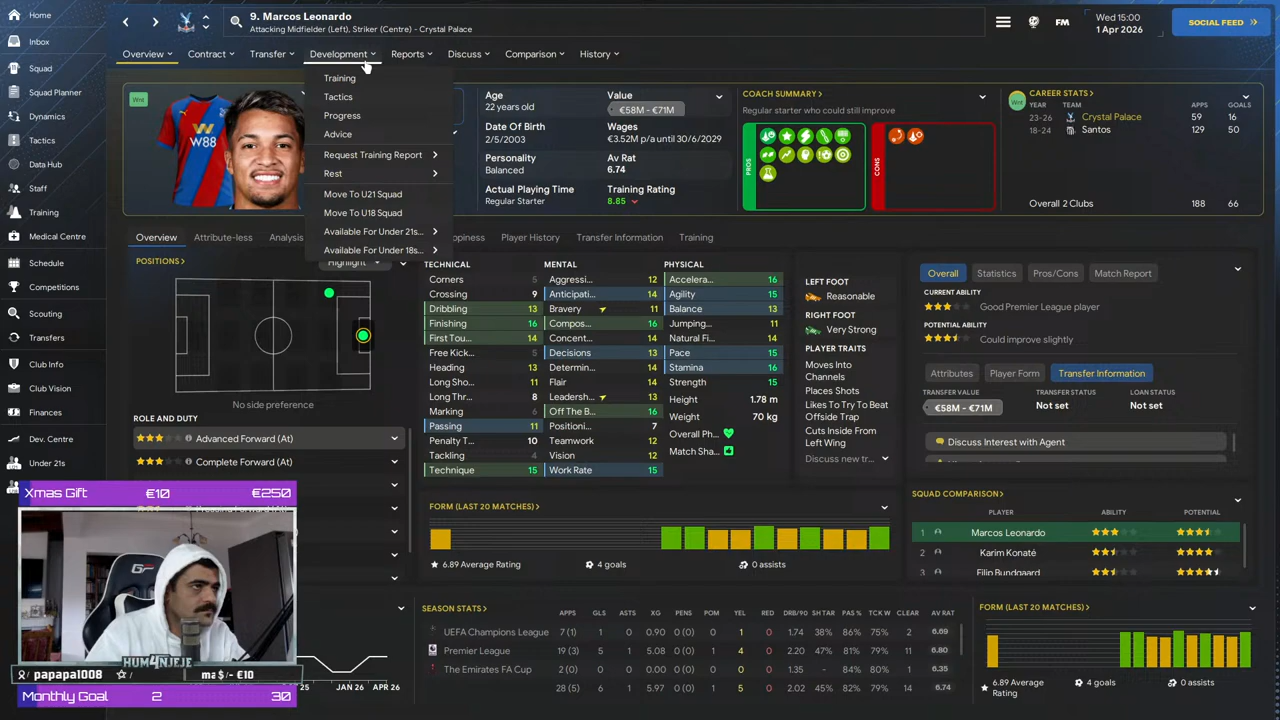 Home
9. Marcos Leonardo
Attacking Midfielder (Left), Striker (Centre) - Crystal Palace
FM
Wed 15:00
1 Apr 2026
SOCIAL FEED
Inbox
Overview
Contract
Transfer
Development
Reports
Discuss
Comparison
History
Squad
Squad Planner
Dynamics
Tactics
Data Hub
Staff
Training
Medical Centre
Schedule
Competitions
Scouting
Transfers
Club Info
Club Vision
Finances
Dev. Centre
Under 21s
Training
Tactics
Progress
Advice
Request Training Report
Rest
Move To U21 Squad
Move To U18 Squad
Available For Under 21s...
Available For Under 18s...
Wnt
W88
Age
22 years old
Date Of Birth
2/5/2003
Personality
Balanced
Actual Playing Time
Regular Starter
Value
€58M - €71M
Wages
€3.52M p/a until 30/6/2029
Av Rat
6.74
Training Rating
8.85
COACH SUMMARY
Regular starter who could still improve
PROS
CONS
Wnt
CAREER STATS
YEAR TEAM APPS GOALS
23-26 Crystal Palace 59 16
18-24 Santos 129 50
Overall 2 Clubs 188 66
Overview
Attribute-less
Analysis
Player History
Transfer Information
Training
POSITIONS
Highlight
No side preference
ROLE AND DUTY
Advanced Forward (At)
Complete Forward (At)
TECHNICAL
Corners 5
Crossing 9
Dribbling 13
Finishing 16
First Tou... 14
Free Kick... 5
Heading 13
Long Sho... 11
Long Thr... 8
Marking 6
Passing 11
Penalty T... 10
Tackling 4
Technique 15
MENTAL
Aggressi... 12
Anticipati... 14
Bravery 11
Compos... 16
Concent... 14
Decisions 13
Determin... 14
Flair 14
Leadersh... 13
Off The B... 16
Positioni... 7
Teamwork 12
Vision 12
Work Rate 15
PHYSICAL
Accelera... 16
Agility 15
Balance 13
Jumping... 11
Natural Fi... 14
Pace 15
Stamina 16
Strength 15
Height 1.78 m
Weight 70 kg
Overall Ph...
Match Sha...
LEFT FOOT
Reasonable
RIGHT FOOT
Very Strong
PLAYER TRAITS
Moves Into
Channels
Places Shots
Likes To Try To Beat
Offside Trap
Cuts Inside From
Left Wing
Discuss new tr...
Overall
Statistics
Pros/Cons
Match Report
CURRENT ABILITY
Good Premier League player
POTENTIAL ABILITY
Could improve slightly
Attributes
Player Form
Transfer Information
TRANSFER VALUE
€58M - €71M
TRANSFER STATUS
Not set
LOAN STATUS
Not set
Discuss Interest with Agent
FORM (LAST 20 MATCHES)
6.89 Average Rating
4 goals
0 assists
SQUAD COMPARISON
PLAYER ABILITY POTENTIAL
1 Marcos Leonardo
2 Karim Konaté
3 Filip Bundgaard
SEASON STATS
APPS GLS ASTS XG PENS POM YEL RED DRB/90 SH TAR PAS % TCK W CLEAR AV RAT
UEFA Champions League 7 (1) 1 0 0.90 0 (0) 0 1 0 1.74 38% 86% 75% 2 6.69
Premier League 19 (3) 5 1 5.08 0 (0) 0 4 0 2.20 47% 81% 79% 11 6.80
The Emirates FA Cup 2 (0) 0 0 0 (0) 0 0 0 84% 80% 1 6.35
28 (5) 6 1 5.97 0 (0) 0 5 0 2.02 45% 82% 79% 14 6.74
FORM (LAST 20 MATCHES)
6.89 Average
Rating
4 goals
0 assists
JAN 26
APR 26
Xmas Gift €10 €250
HUM4NJEJE
papapa1008
Monthly Goal 2 30